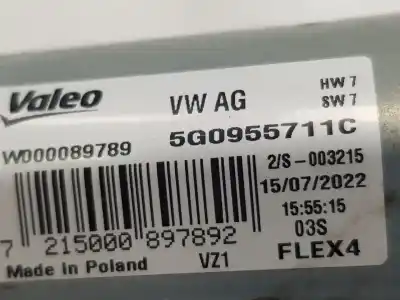 Valeo
VW AG
HW 7
SW 7
5G0955711C
W000089789
2/S-003215
15/07/2022
15:55:15
03S
7 215000 897892
Made in Poland
VZ1
FLEX4